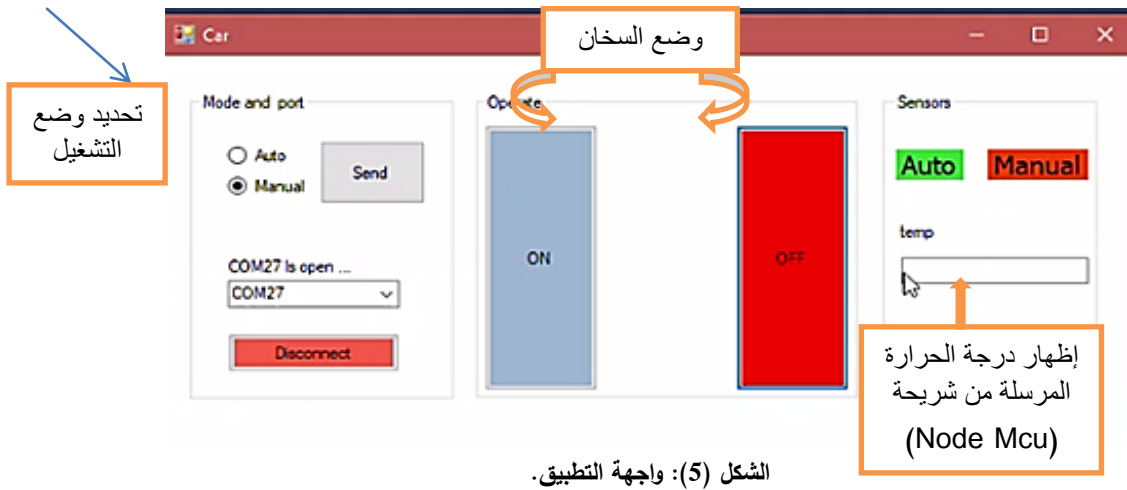 Car
وضع السخان
تحديد وضع
التشغيل
Mode and port
Auto
Manual
Send
COM27 Is open ...
COM27
Disconnect
Operate
ON
OFF
Sensors
Auto
Manual
temp
إظهار درجة الحرارة
المرسلة من شريحة
(Node Mcu)
الشكل (5): واجهة التطبيق.